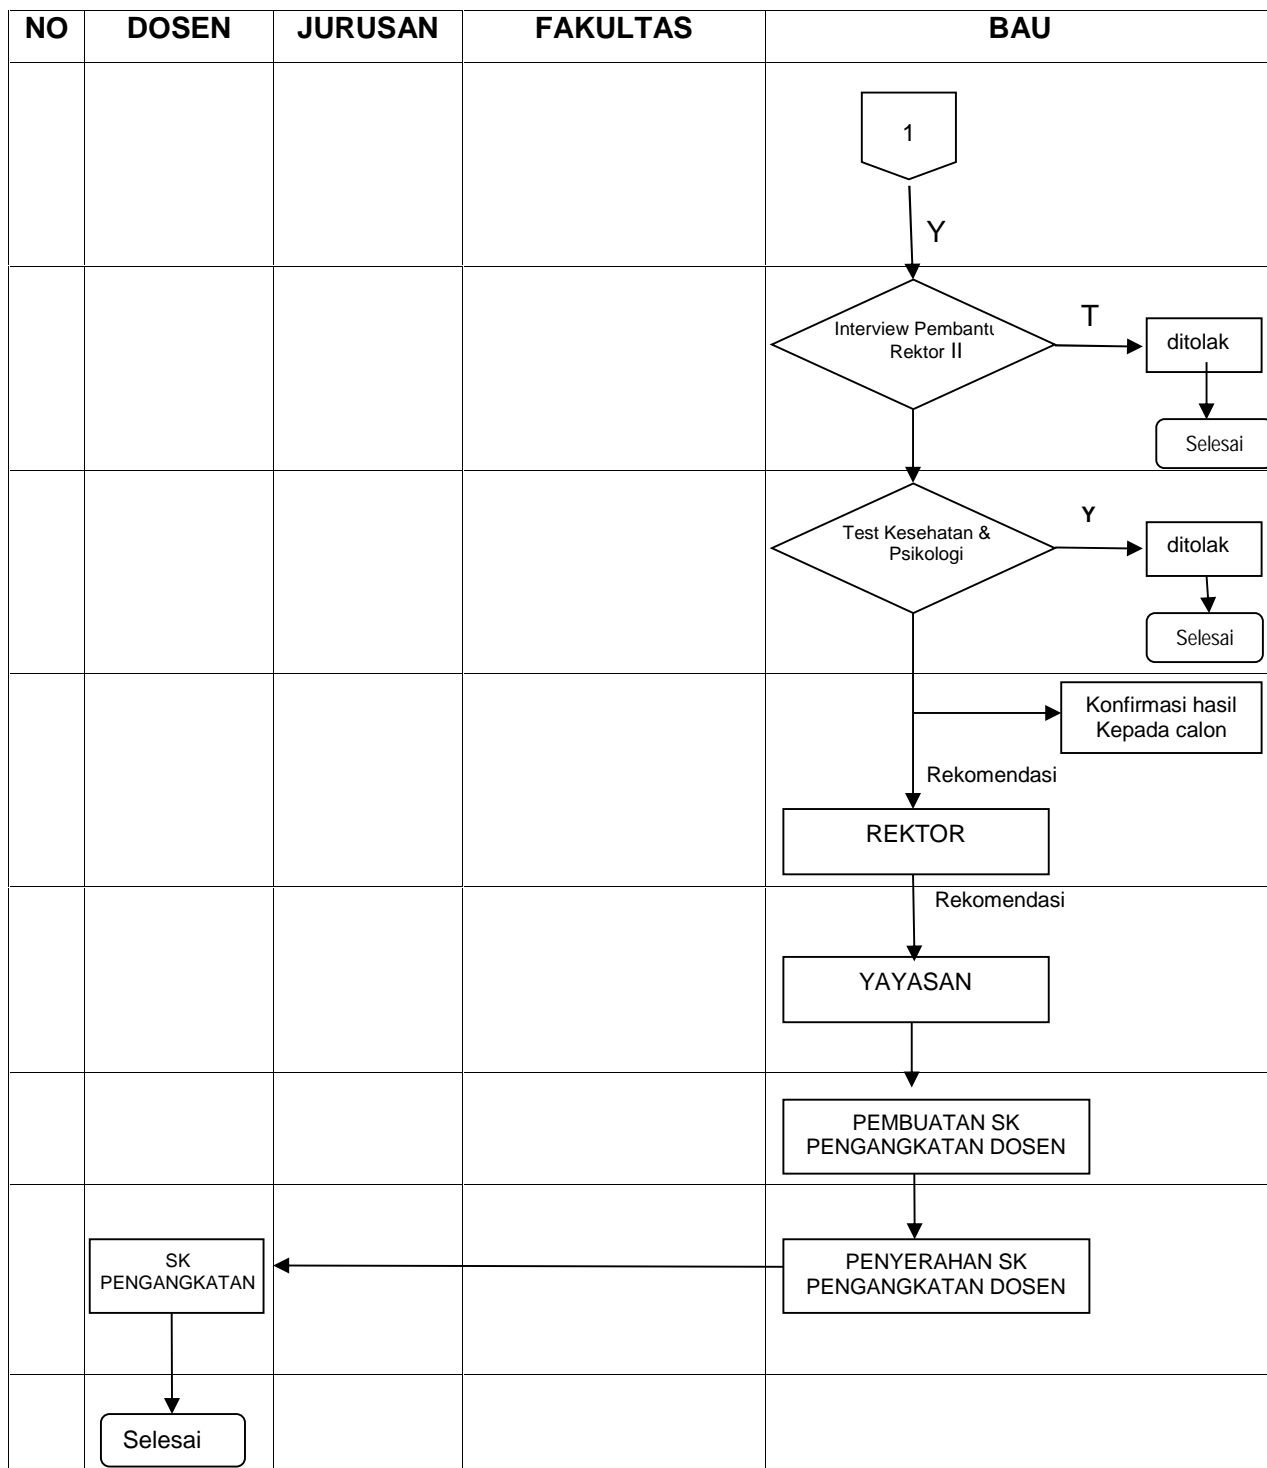 NO DOSEN JURUSAN FAKULTAS BAU
1
Y
Interview Pembantu
Rektor II
T
ditolak
Selesai
Test Kesehatan &
Psikologi
Y
ditolak
Selesai
Konfirmasi hasil
Kepada calon
Rekomendasi
REKTOR
Rekomendasi
YAYASAN
PEMBUATAN SK
PENGANGKATAN DOSEN
SK
PENGANGKATAN
PENYERAHAN SK
PENGANGKATAN DOSEN
Selesai